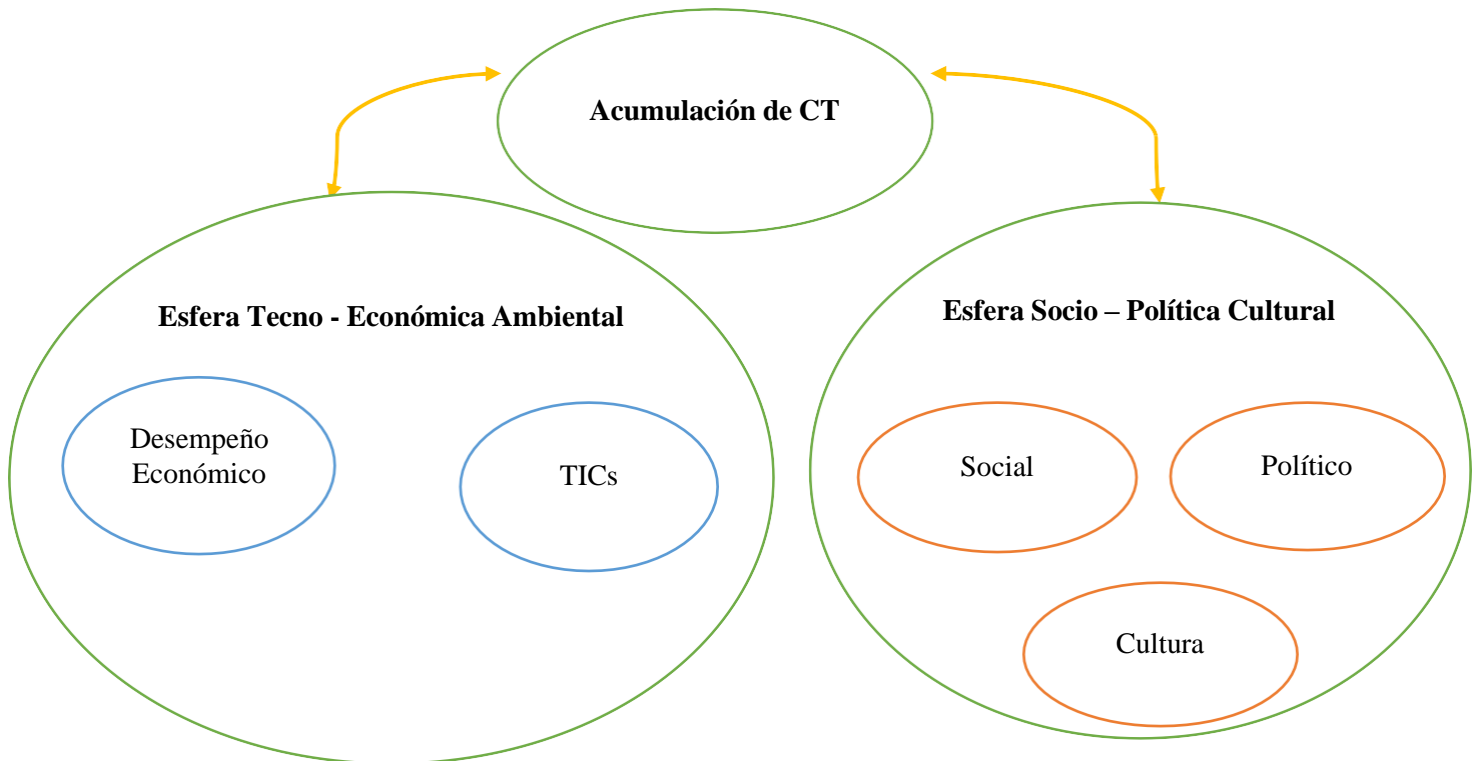 Acumulación de CT
Esfera Tecno - Económica Ambiental
Desempeño
Económico
TICs
Esfera Socio – Política Cultural
Social
Político
Cultura